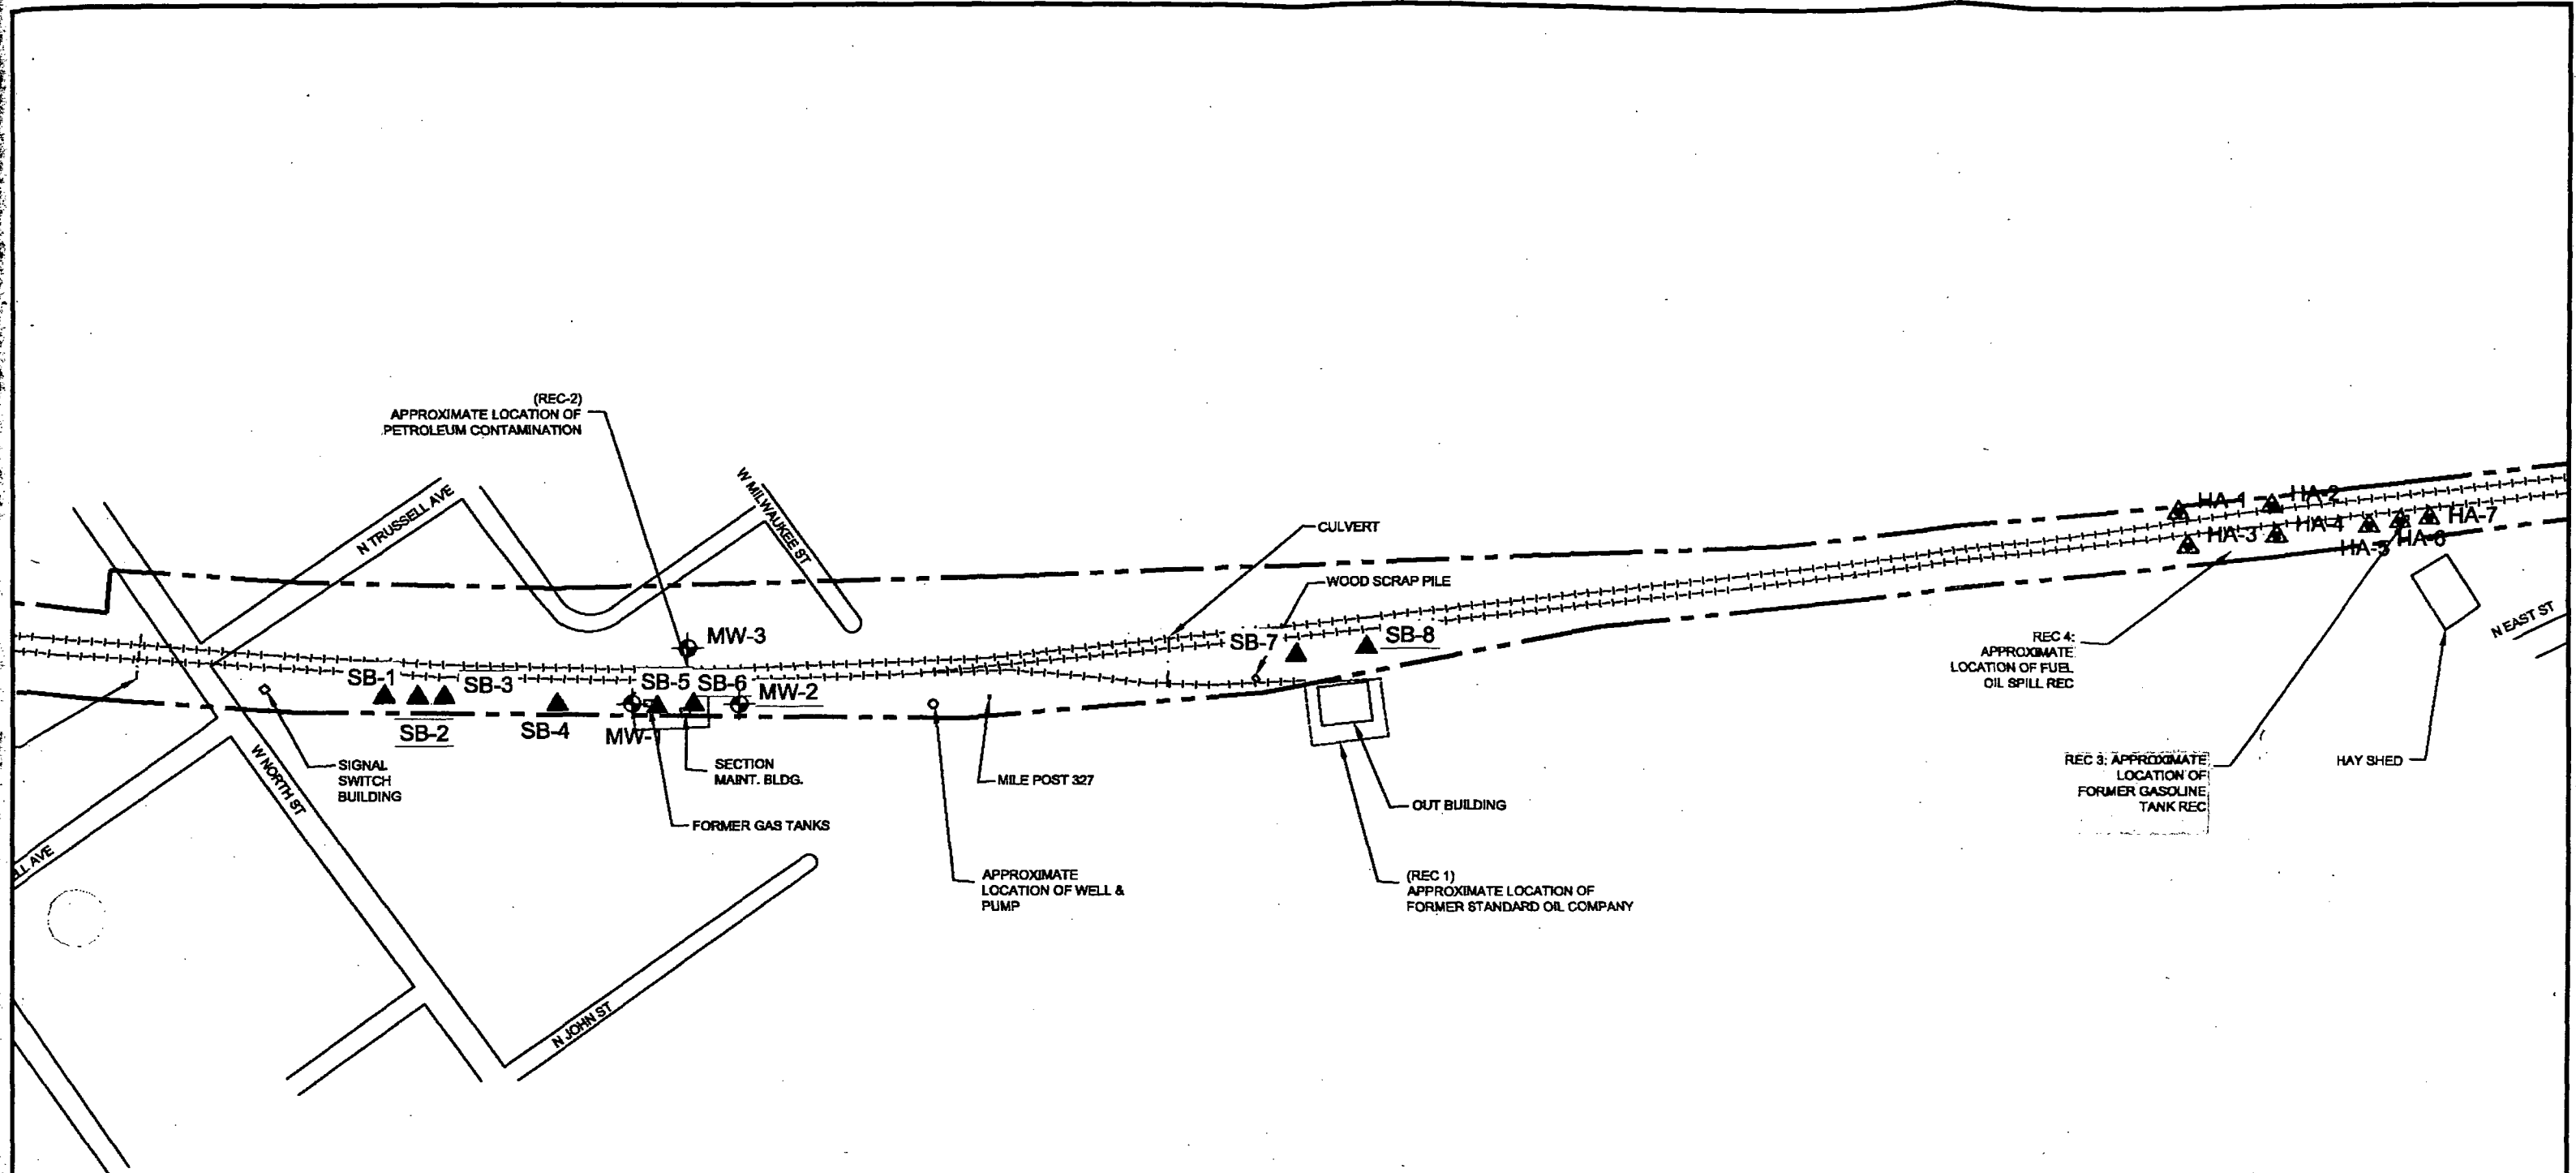 (REC-2)
APPROXIMATE LOCATION OF
PETROLEUM CONTAMINATION
N TRUSSELL AVE
W MILWAUKEE ST
CULVERT
WOOD SCRAP PILE
HA-1
HA-2
HA-3
HA-4
HA-5
HA-6
HA-7
MW-3
SB-7
SB-8
SB-1
SB-3
SB-5
SB-6
MW-2
SB-2
SB-4
MW-1
N EAST ST
REC 4:
APPROXIMATE
LOCATION OF FUEL
OIL SPILL REC
W NORTH ST
SIGNAL
SWITCH
BUILDING
SECTION
MAINT. BLDG.
MILE POST 327
FORMER GAS TANKS
OUT BUILDING
REC 3: APPROXIMATE
LOCATION OF
FORMER GASOLINE
TANK REC
HAY SHED
LL AVE
APPROXIMATE
LOCATION OF WELL &
PUMP
(REC 1)
APPROXIMATE LOCATION OF
FORMER STANDARD OIL COMPANY
N JOHN ST